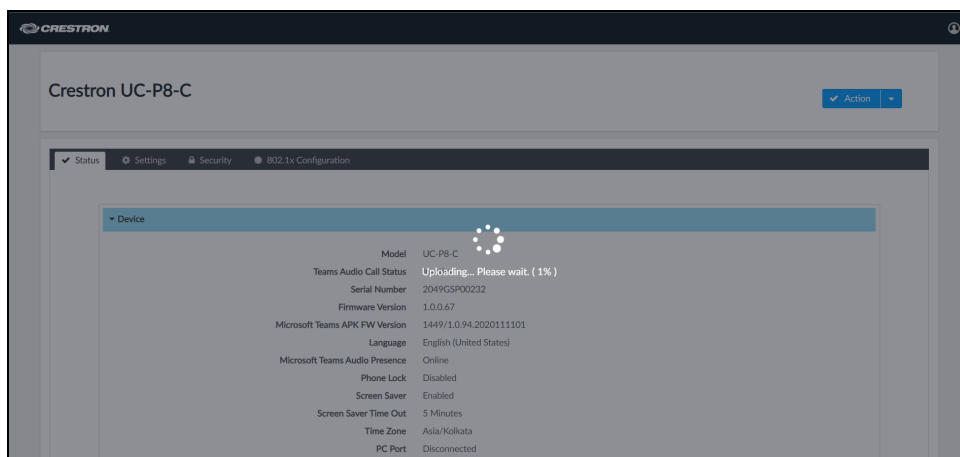 CRESTRON
Crestron UC-P8-C
Action
Status Settings Security 802.1x Configuration
Device
Model UC-P8-C
Teams Audio Call Status Uploading... Please wait. ( 1% )
Serial Number 2049GSP00232
Firmware Version 1.0.0.67
Microsoft Teams APK FW Version 1449/1.0.94.2020111101
Language English (United States)
Microsoft Teams Audio Presence Online
Phone Lock Disabled
Screen Saver Enabled
Screen Saver Time Out 5 Minutes
Time Zone Asia/Kolkata
PC Port Disconnected